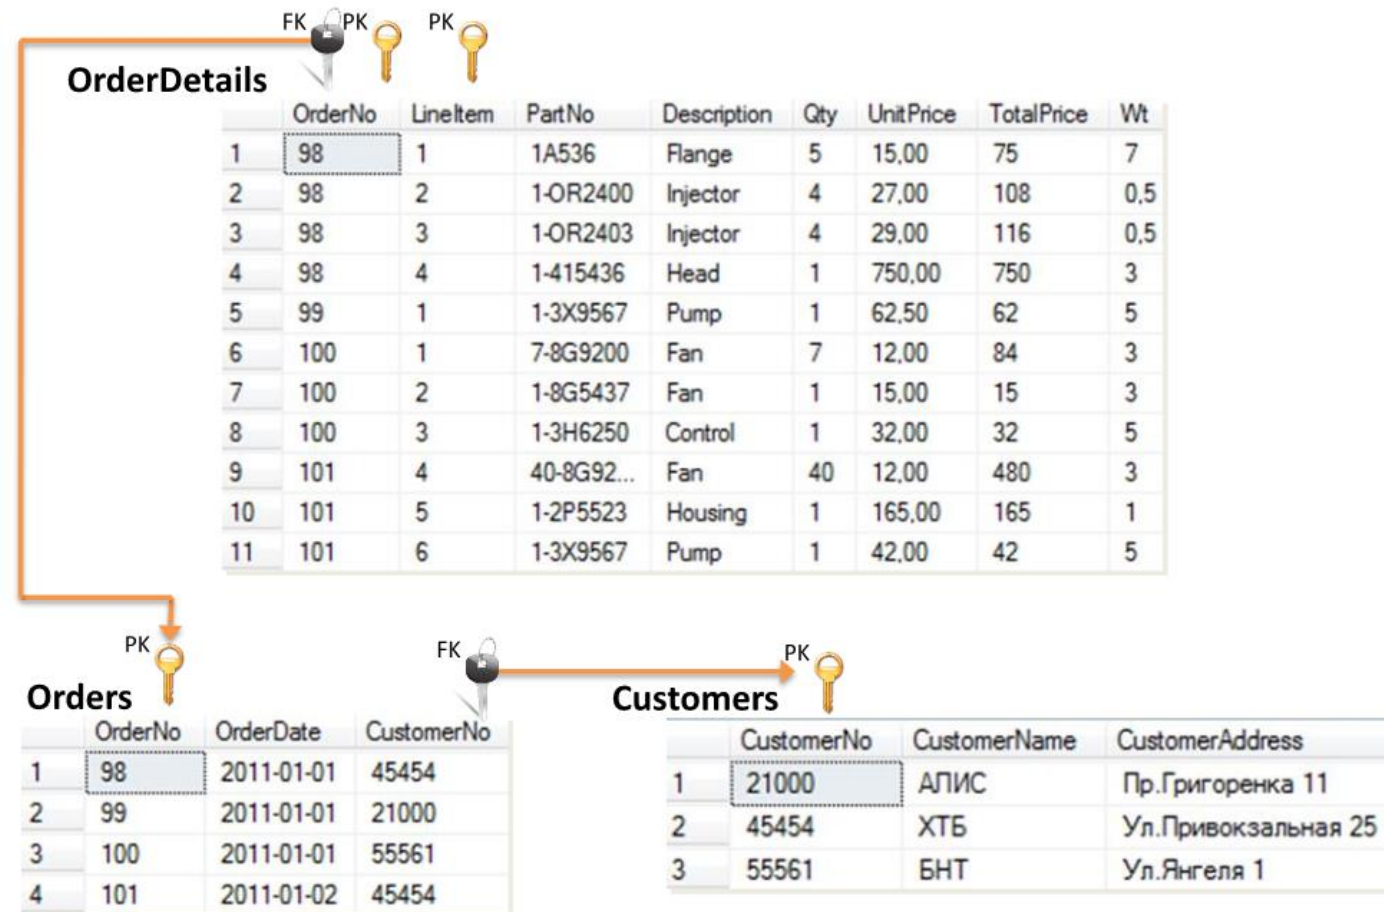 FK PK PK
OrderDetails
OrderNo LineItem PartNo Description Qty UnitPrice TotalPrice Wt
1 98 1 1A536 Flange 5 15,00 75 7
2 98 2 1-OR2400 Injector 4 27,00 108 0,5
3 98 3 1-OR2403 Injector 4 29,00 116 0,5
4 98 4 1-415436 Head 1 750,00 750 3
5 99 1 1-3X9567 Pump 1 62,50 62 5
6 100 1 7-8G9200 Fan 7 12,00 84 3
7 100 2 1-8G5437 Fan 1 15,00 15 3
8 100 3 1-3H6250 Control 1 32,00 32 5
9 101 4 40-8G92... Fan 40 12,00 480 3
10 101 5 1-2P5523 Housing 1 165,00 165 1
11 101 6 1-3X9567 Pump 1 42,00 42 5
PK
FK
PK
Orders
OrderNo OrderDate CustomerNo
1 98 2011-01-01 45454
2 99 2011-01-01 21000
3 100 2011-01-01 55561
4 101 2011-01-02 45454
Customers
CustomerNo CustomerName CustomerAddress
1 21000 АПИС Пр.Григоренка 11
2 45454 ХТБ Ул.Привокзальная 25
3 55561 БНТ Ул.Янгеля 1